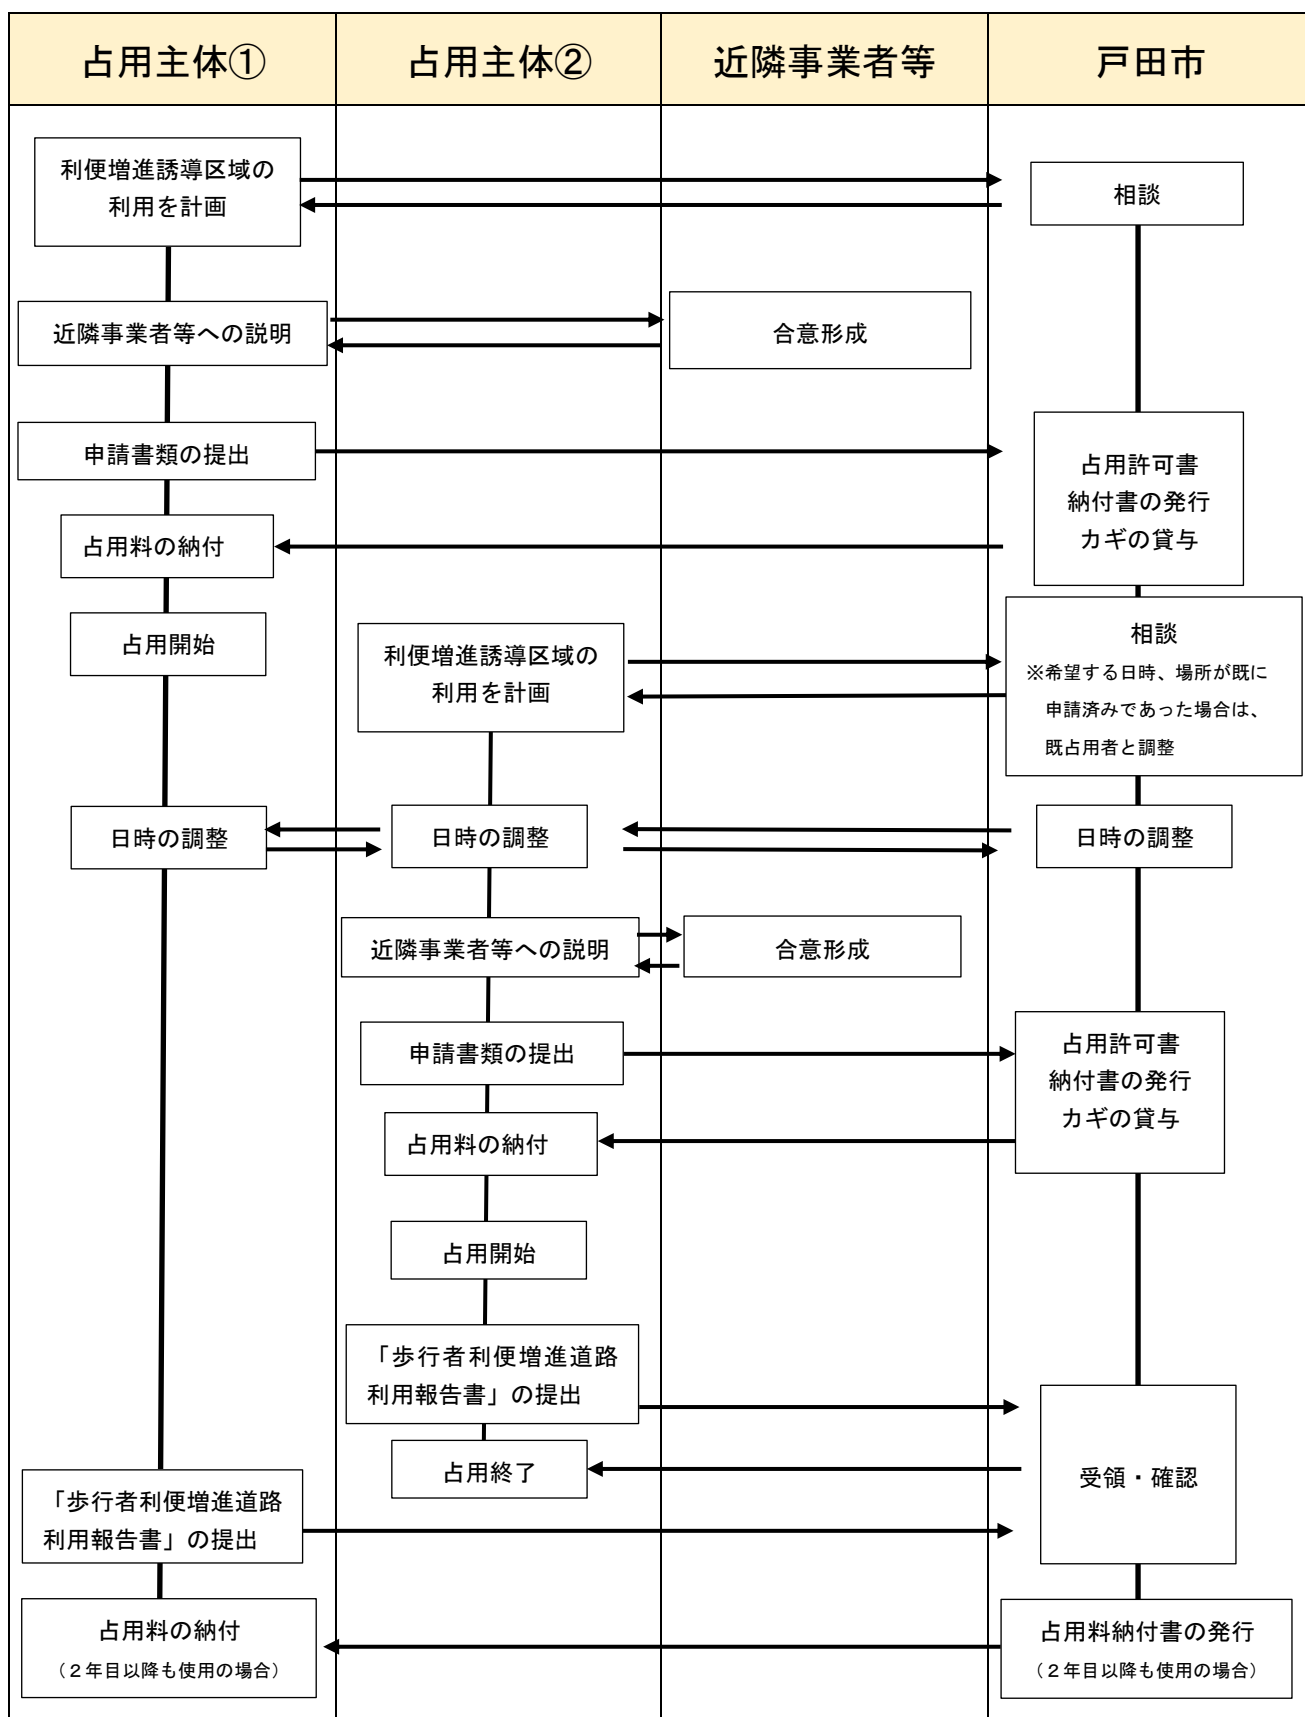 占用主体①
占用主体②
近隣事業者等
戸田市
利便増進誘導区域の
利用を計画
相談
近隣事業者等への説明
合意形成
申請書類の提出
占用許可書
納付書の発行
カギの貸与
占用料の納付
占用開始
利便増進誘導区域の
利用を計画
相談
※希望する日時、場所が既に
申請済みであった場合は、
既占用者と調整
日時の調整
日時の調整
日時の調整
近隣事業者等への説明
合意形成
申請書類の提出
占用許可書
納付書の発行
カギの貸与
占用料の納付
占用開始
「歩行者利便増進道路
利用報告書」の提出
占用終了
受領・確認
「歩行者利便増進道路
利用報告書」の提出
占用料の納付
（２年目以降も使用の場合）
占用料納付書の発行
（２年目以降も使用の場合）